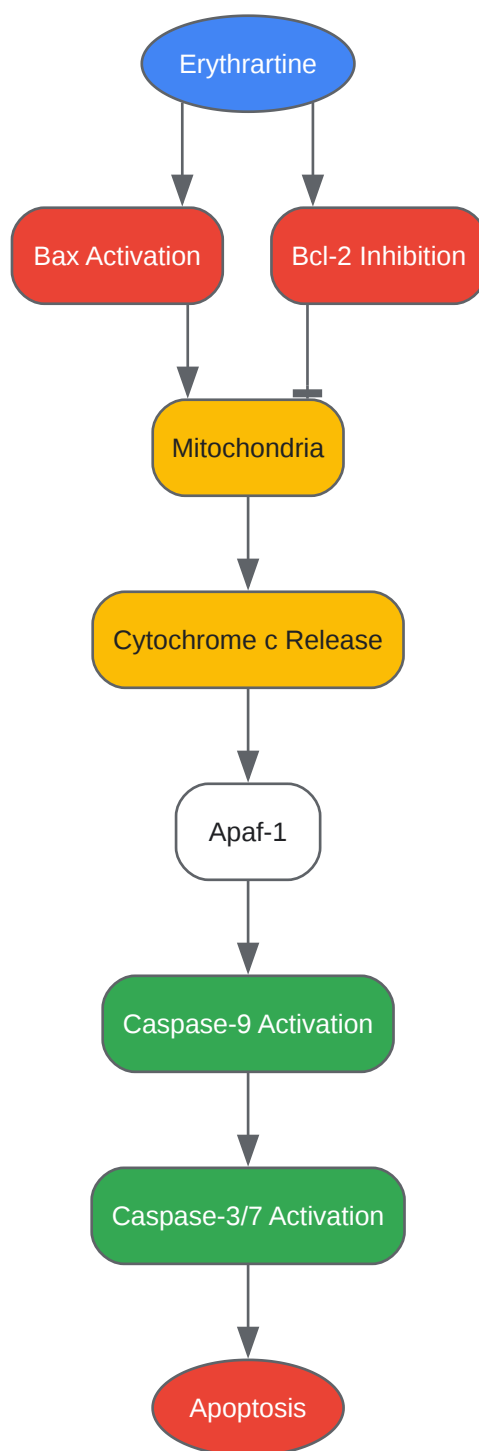 Erythrartine
Bax Activation
Bcl-2 Inhibition
Mitochondria
Cytochrome c Release
Apaf-1
Caspase-9 Activation
Caspase-3/7 Activation
Apoptosis